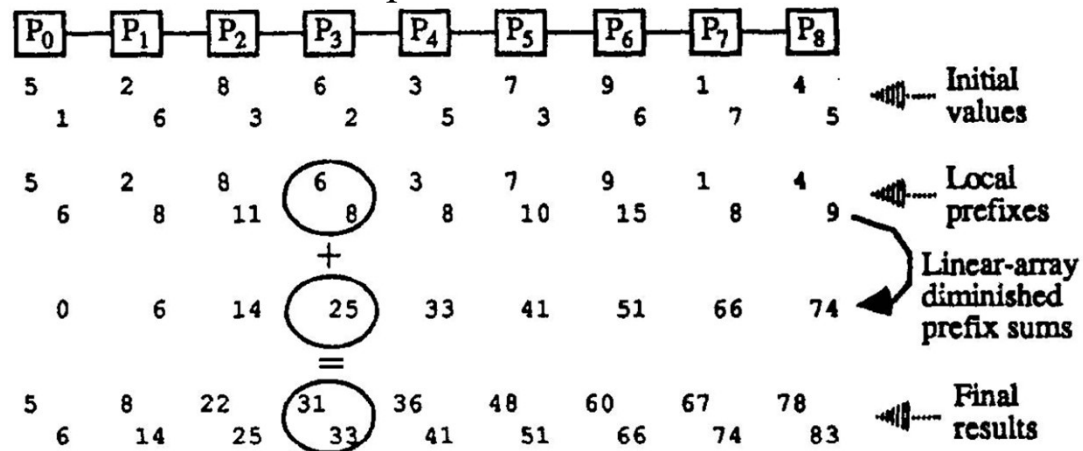 P0 P1 P2 P3 P4 P5 P6 P7 P8
5 2 8 6 3 7 9 1 4
1 6 3 2 5 3 6 7 5
Initial
values
5 2 8 6 3 7 9 1 4
6 8 11 8 8 10 15 8 9
Local
prefixes
+
0 6 14 25 33 41 51 66 74
Linear-array
diminished
prefix sums
=
5 8 22 31 36 48 60 67 78
6 14 25 33 41 51 66 74 83
Final
results